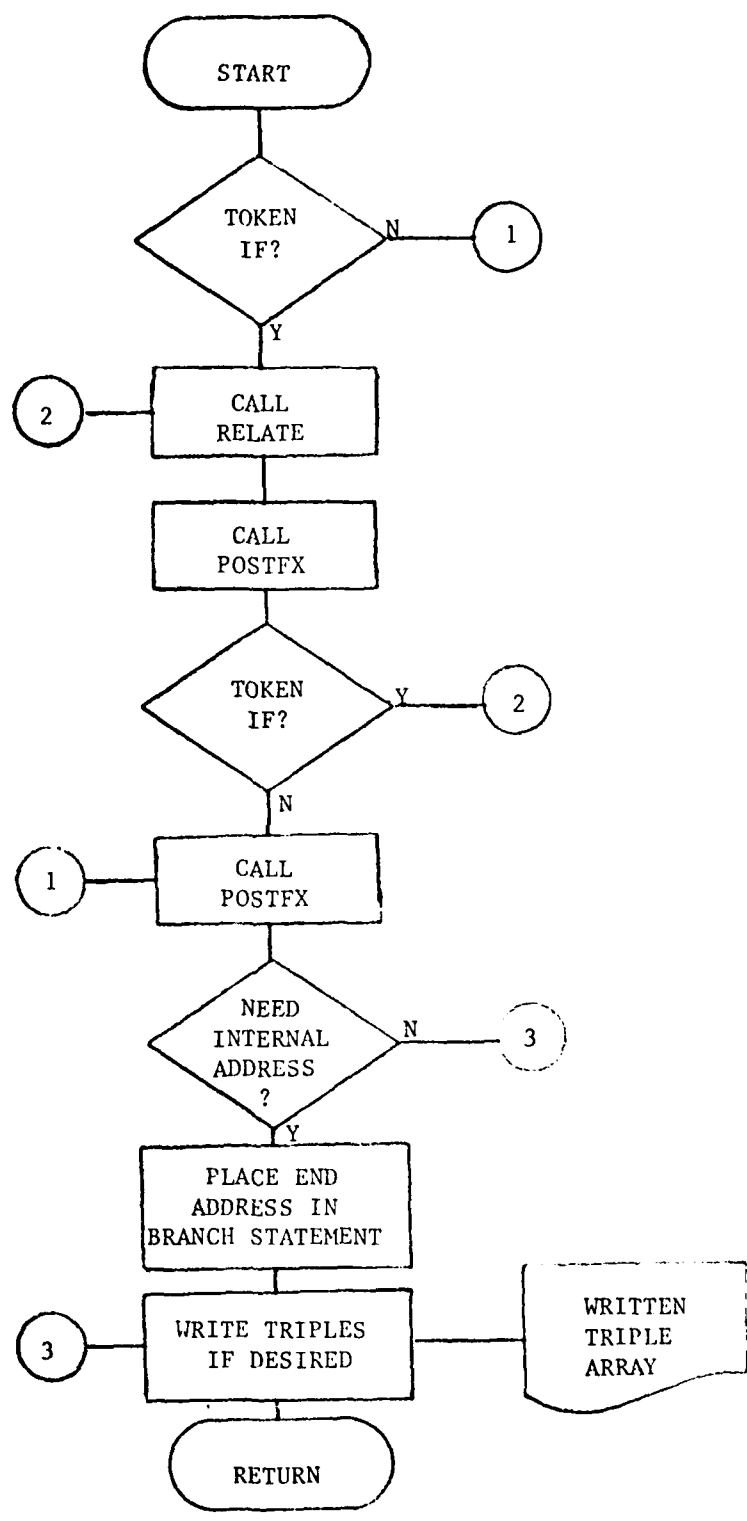 START
TOKEN
IF?
N
1
Y
2
CALL
RELATE
CALL
POSTFX
TOKEN
IF?
Y
2
N
1
CALL
POSTFX
NEED
INTERNAL
ADDRESS
?
N
3
Y
PLACE END
ADDRESS IN
BRANCH STATEMENT
3
WRITE TRIPLES
IF DESIRED
WRITTEN
TRIPLE
ARRAY
RETURN